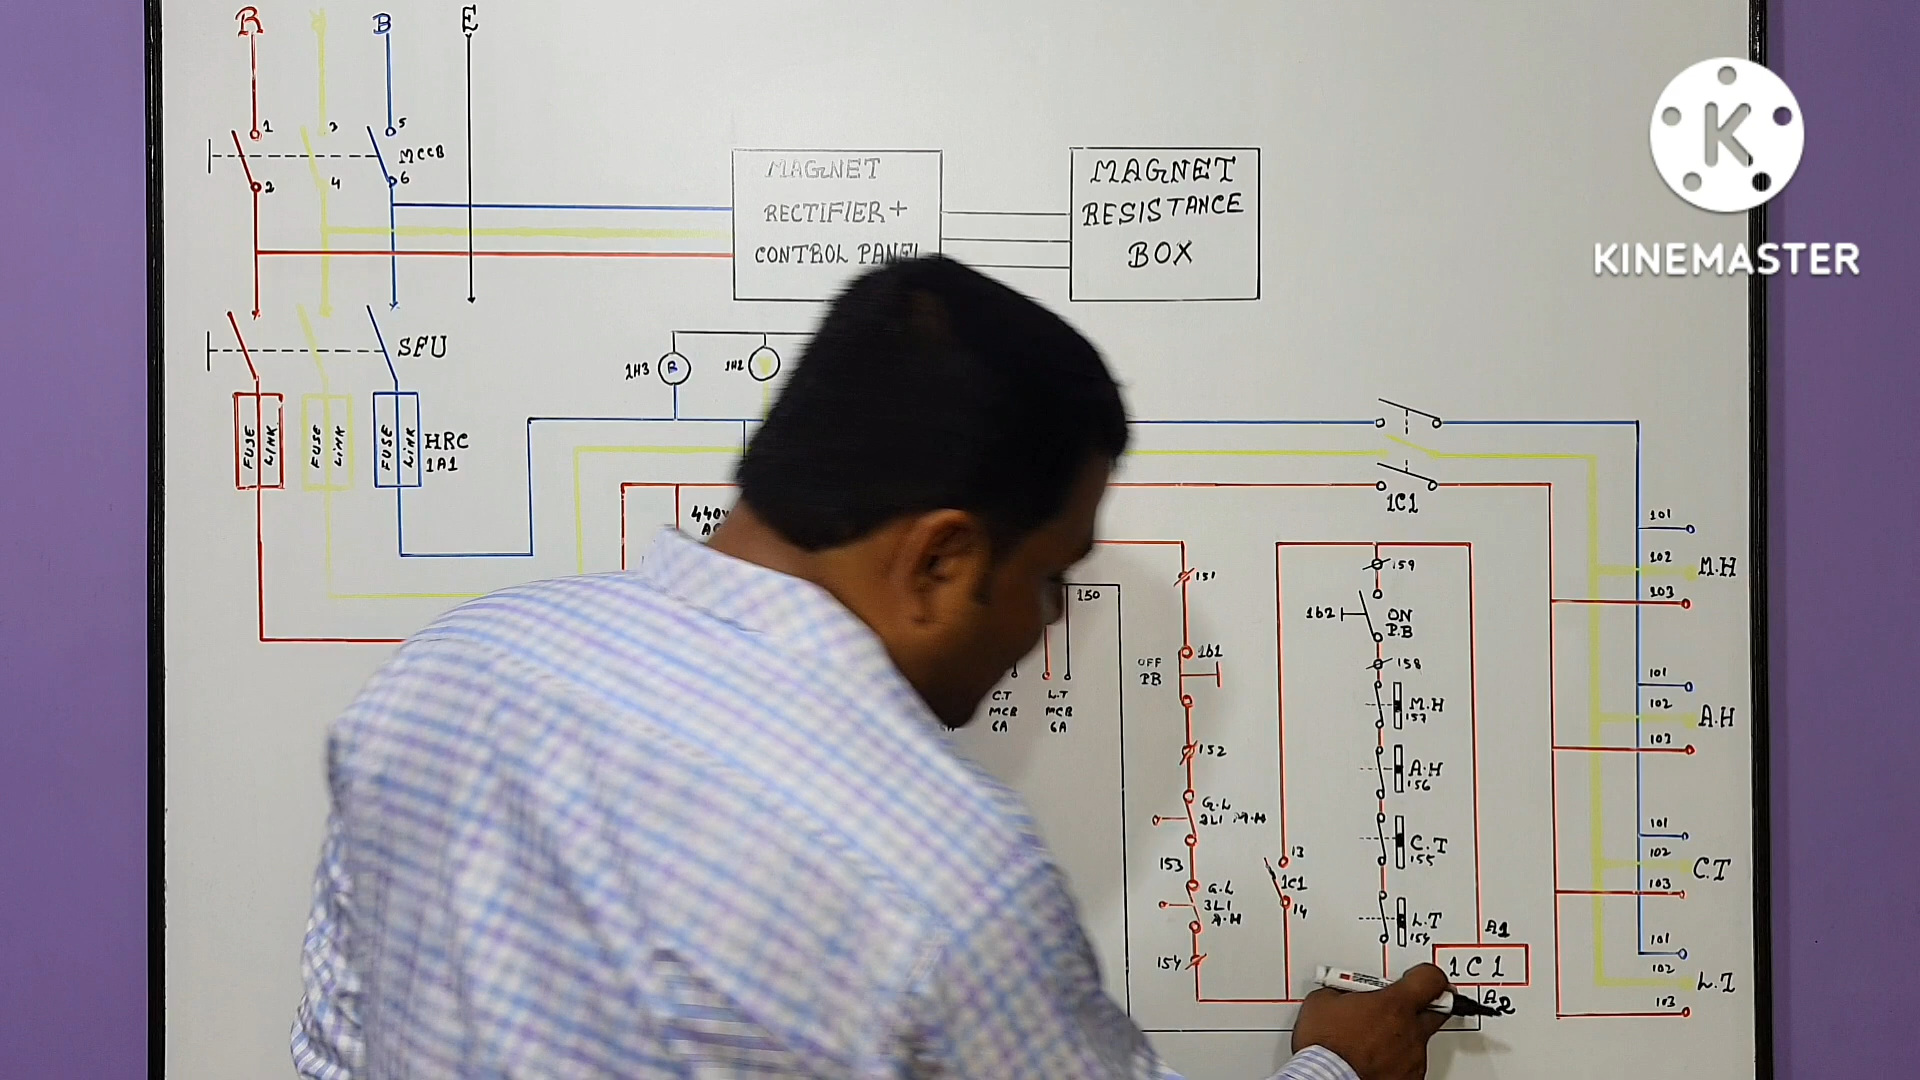 R Y B E
1 3 5
MCCB
2 4 6
MAGNET
RECTIFIER+
CONTROL PANEL
MAGNET
RESISTANCE
BOX
K
KINEMASTER
SFU
FUSE LINK
FUSE LINK
FUSE LINK
HRC
1A1
1H3 B
1H2 Y
440V
1C1
150
C.T
MCB
6A
L.T
MCB
6A
151
OFF
PB
1b1
152
G.L
2L1 M.H
153
G.L
3L1
A.H
154
13
1C1
14
159
1b2
ON
P.B
158
M.H
157
A.H
156
C.T
155
L.T
154
A1
1C1
A2
101
102
103
M.H
101
102
103
A.H
101
102
103
C.T
101
102
103
L.T